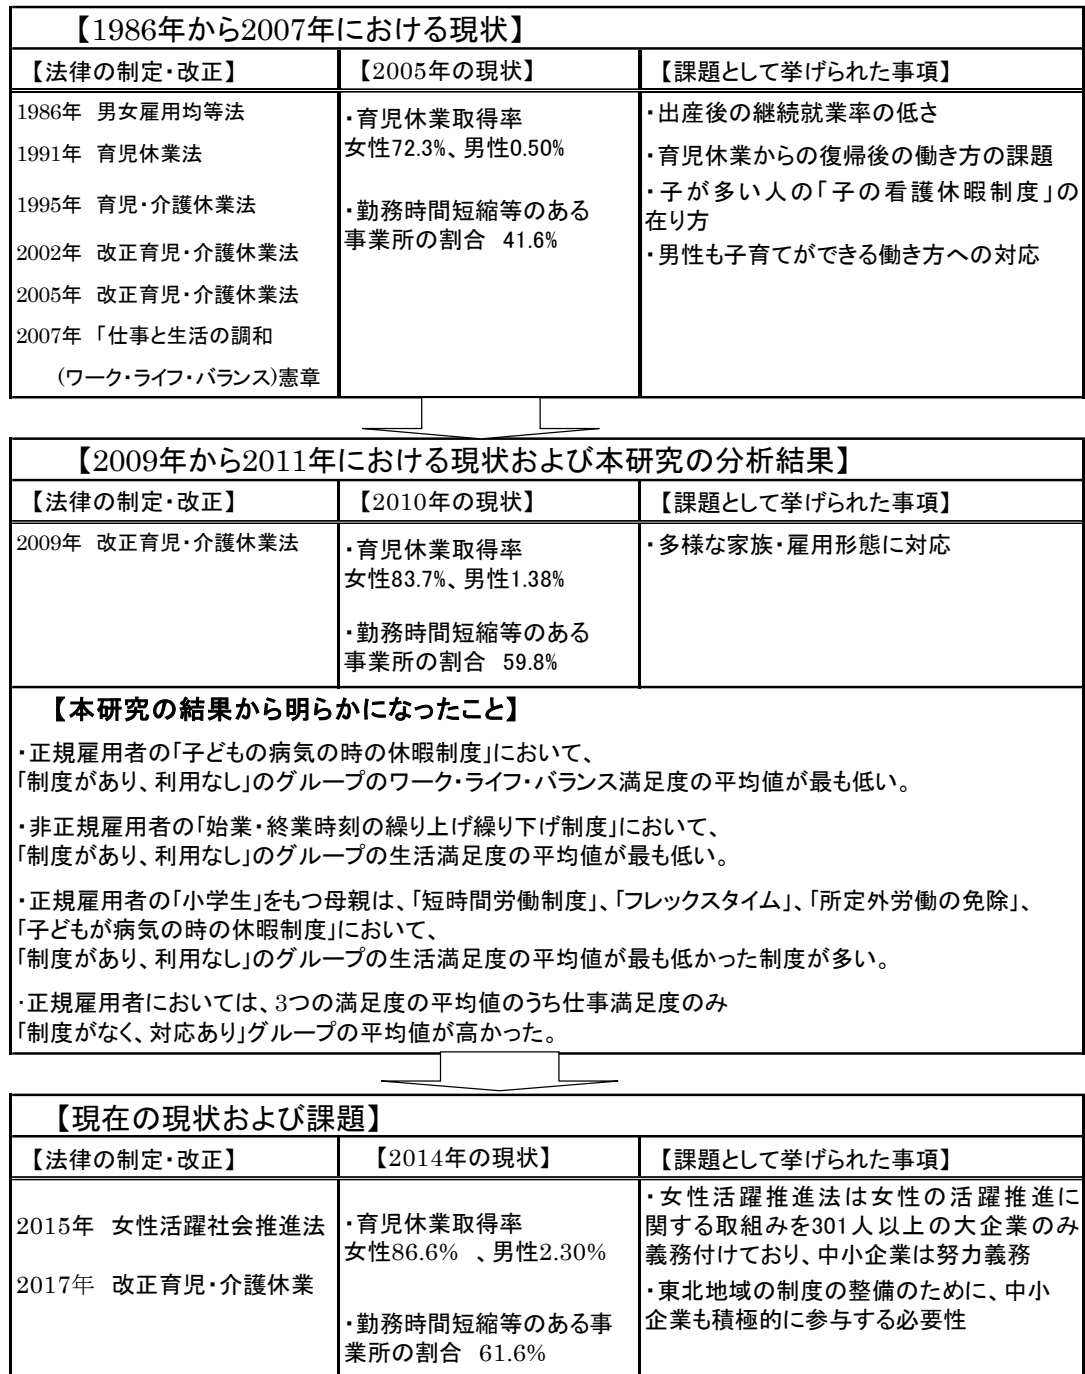 【1986年から2007年における現状】
【法律の制定・改正】
【2005年の現状】
【課題として挙げられた事項】
1986年 男女雇用均等法
1991年 育児休業法
1995年 育児・介護休業法
2002年 改正育児・介護休業法
2005年 改正育児・介護休業法
2007年 「仕事と生活の調和
(ワーク・ライフ・バランス)憲章
・育児休業取得率
女性72.3%、男性0.50%
・勤務時間短縮等のある
事業所の割合 41.6%
・出産後の継続就業率の低さ
・育児休業からの復帰後の働き方の課題
・子が多い人の「子の看護休暇制度」の
在り方
・男性も子育てができる働き方への対応
【2009年から2011年における現状および本研究の分析結果】
【法律の制定・改正】
【2010年の現状】
【課題として挙げられた事項】
2009年 改正育児・介護休業法
・育児休業取得率
女性83.7%、男性1.38%
・勤務時間短縮等のある
事業所の割合 59.8%
・多様な家族・雇用形態に対応
【本研究の結果から明らかになったこと】
・正規雇用者の「子どもの病気の時の休暇制度」において、
「制度があり、利用なし」のグループのワーク・ライフ・バランス満足度の平均値が最も低い。
・非正規雇用者の「始業・終業時刻の繰り上げ繰り下げ制度」において、
「制度があり、利用なし」のグループの生活満足度の平均値が最も低い。
・正規雇用者の「小学生」をもつ母親は、「短時間労働制度」、「フレックスタイム」、「所定外労働の免除」、
「子どもが病気の時の休暇制度」において、
「制度があり、利用なし」のグループの生活満足度の平均値が最も低かった制度が多い。
・正規雇用者においては、3つの満足度の平均値のうち仕事満足度のみ
「制度がなく、対応あり」グループの平均値が高かった。
【現在の現状および課題】
【法律の制定・改正】
【2014年の現状】
【課題として挙げられた事項】
2015年 女性活躍社会推進法
2017年 改正育児・介護休業
・育児休業取得率
女性86.6% 、男性2.30%
・勤務時間短縮等のある事
業所の割合 61.6%
・女性活躍推進法は女性の活躍推進に
関する取組みを301人以上の大企業のみ
義務付けており、中小企業は努力義務
・東北地域の制度の整備のために、中小
企業も積極的に参与する必要性